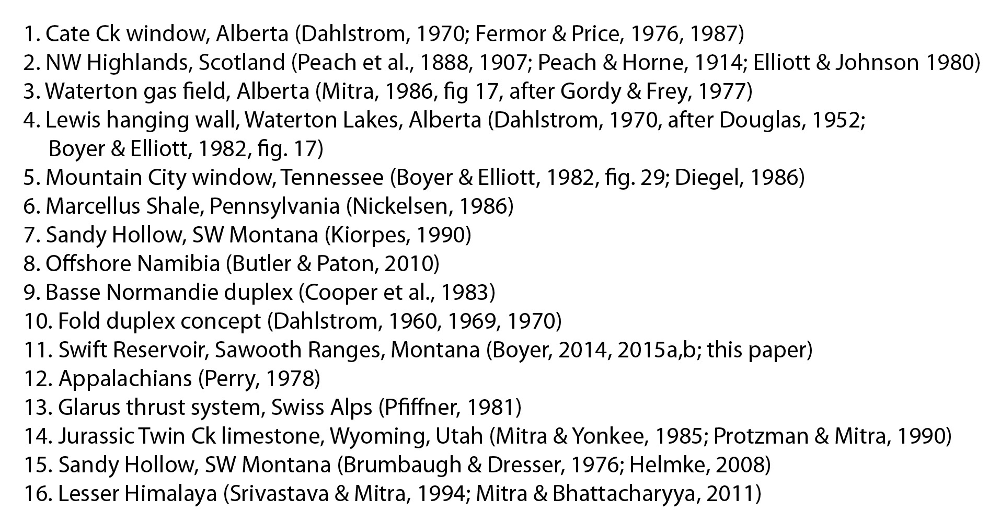 1. Cate Ck window, Alberta (Dahlstrom, 1970; Fermor & Price, 1976, 1987)
2. NW Highlands, Scotland (Peach et al., 1888, 1907; Peach & Horne, 1914; Elliott & Johnson 1980)
3. Waterton gas field, Alberta (Mitra, 1986, fig 17, after Gordy & Frey, 1977)
4. Lewis hanging wall, Waterton Lakes, Alberta (Dahlstrom, 1970, after Douglas, 1952;
Boyer & Elliott, 1982, fig. 17)
5. Mountain City window, Tennessee (Boyer & Elliott, 1982, fig. 29; Diegel, 1986)
6. Marcellus Shale, Pennsylvania (Nickelsen, 1986)
7. Sandy Hollow, SW Montana (Kiorpes, 1990)
8. Offshore Namibia (Butler & Paton, 2010)
9. Basse Normandie duplex (Cooper et al., 1983)
10. Fold duplex concept (Dahlstrom, 1960, 1969, 1970)
11. Swift Reservoir, Sawooth Ranges, Montana (Boyer, 2014, 2015a,b; this paper)
12. Appalachians (Perry, 1978)
13. Glarus thrust system, Swiss Alps (Pfiffner, 1981)
14. Jurassic Twin Ck limestone, Wyoming, Utah (Mitra & Yonkee, 1985; Protzman & Mitra, 1990)
15. Sandy Hollow, SW Montana (Brumbaugh & Dresser, 1976; Helmke, 2008)
16. Lesser Himalaya (Srivastava & Mitra, 1994; Mitra & Bhattacharyya, 2011)